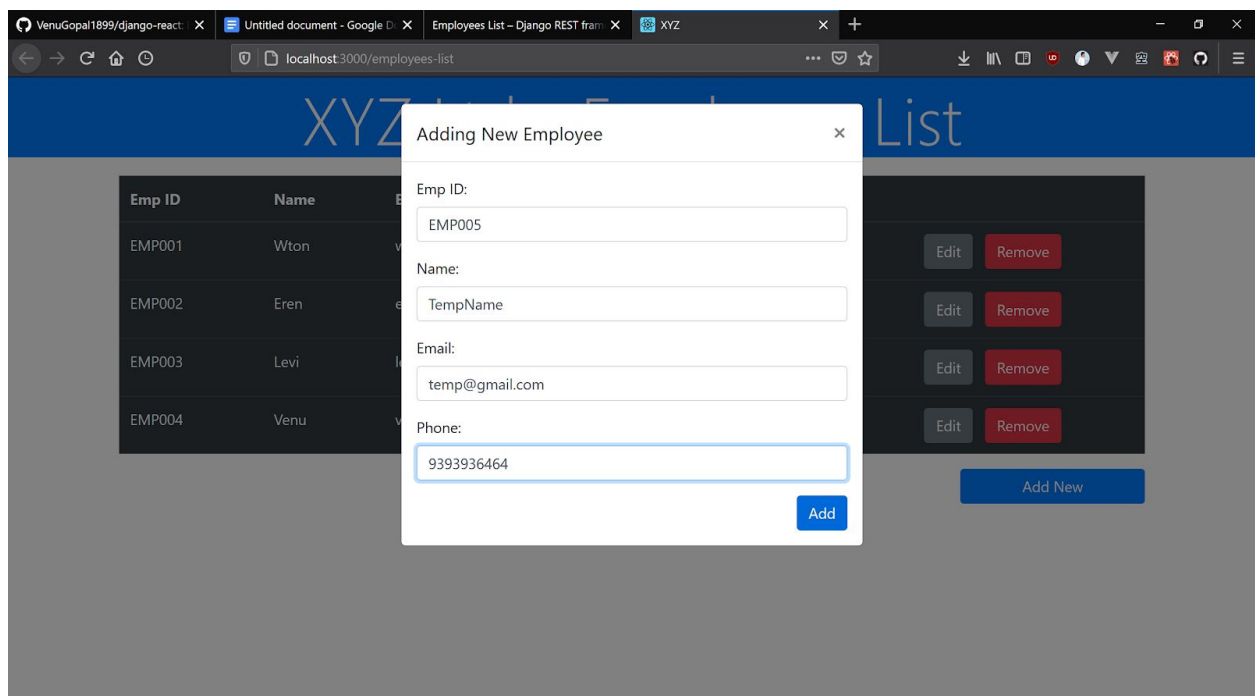 VenuGopal1899/django-react:
Untitled document - Google D
Employees List – Django REST fram
XYZ
localhost:3000/employees-list
XYZ List
Adding New Employee ×
Emp ID:
EMP005
Name:
TempName
Email:
temp@gmail.com
Phone:
9393936464
Add
Emp ID Name
EMP001 Wton Edit Remove
EMP002 Eren Edit Remove
EMP003 Levi Edit Remove
EMP004 Venu Edit Remove
Add New